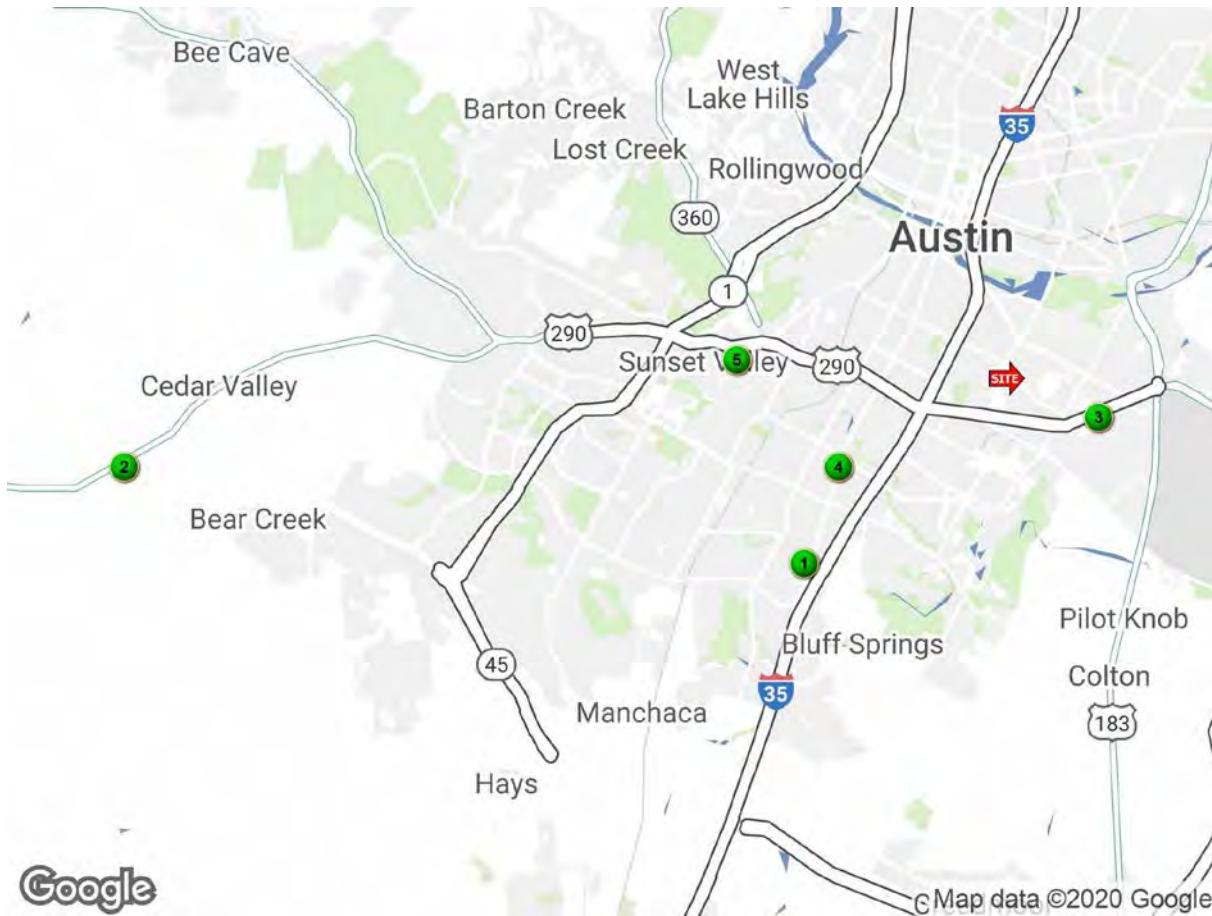 Bee Cave
West
Lake Hills
Barton Creek
35
Lost Creek
Rollingwood
360
Austin
1
290
Sunset Valley
5
290
SITE
Cedar Valley
3
2
4
Bear Creek
1
Pilot Knob
Bluff Springs
45
Colton
35
Manchaca
183
Hays
Google
Map data ©2020 Google